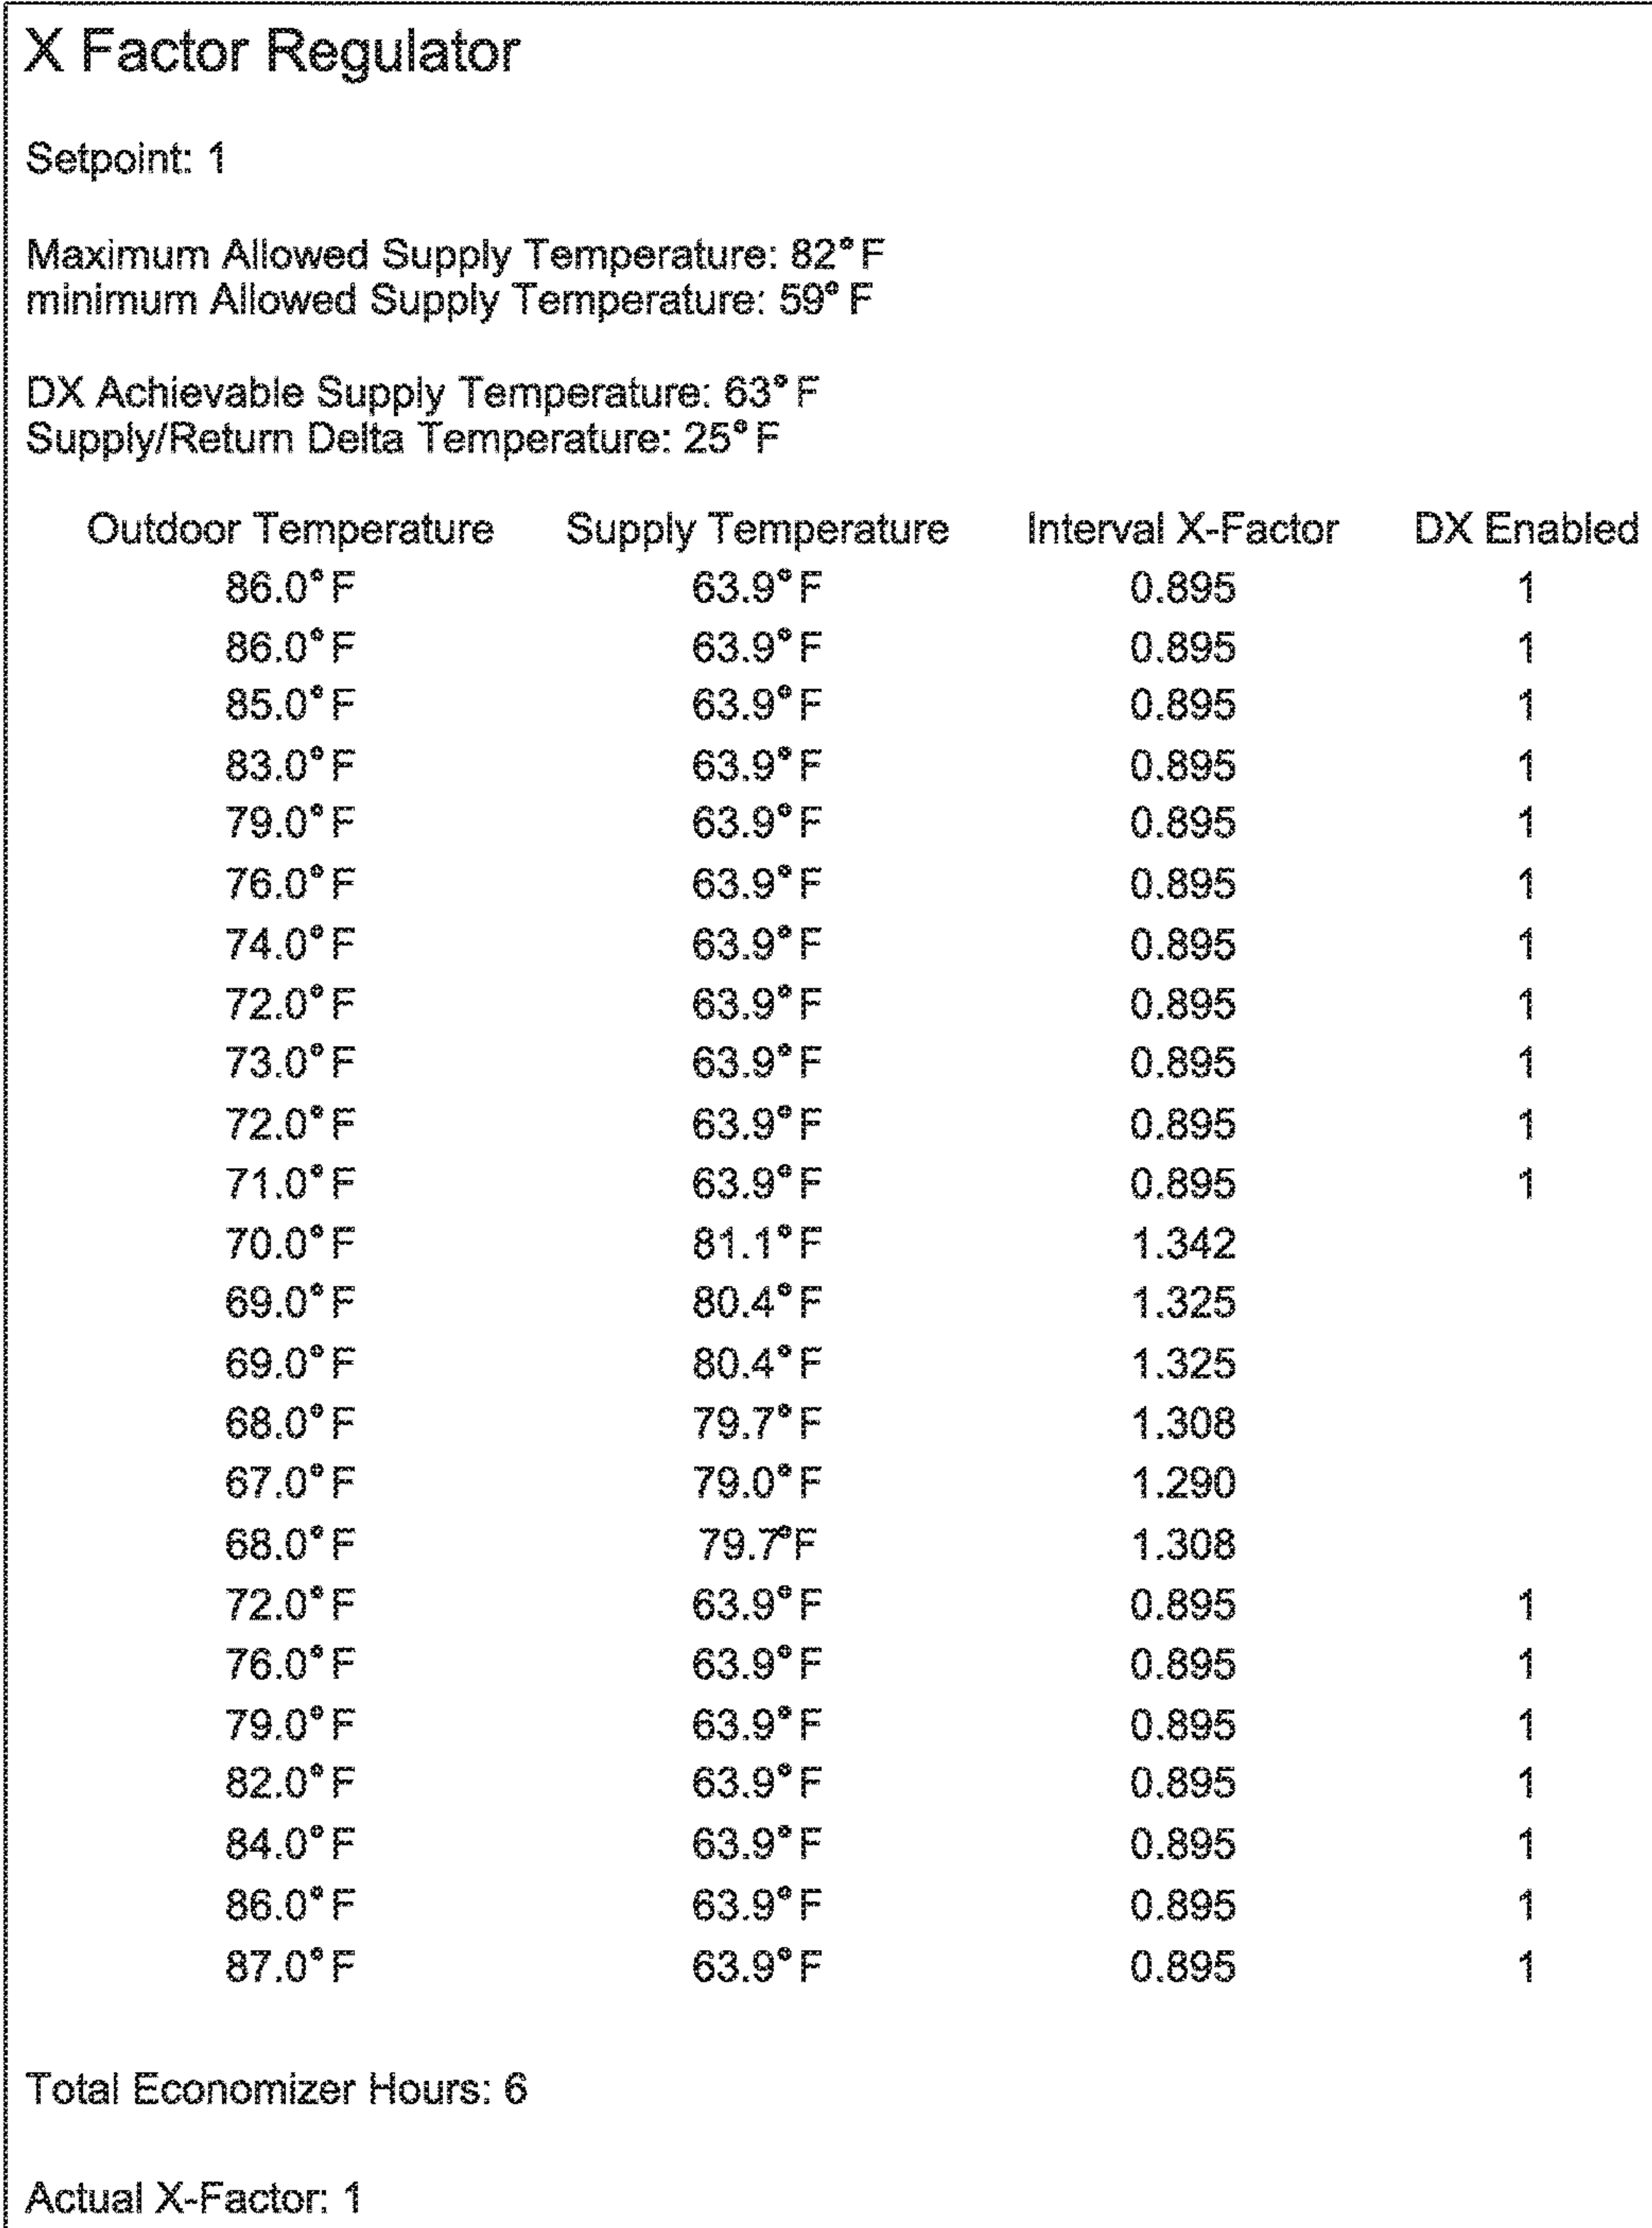 X Factor Regulator
Setpoint: 1
Maximum Allowed Supply Temperature: 82°F
minimum Allowed Supply Temperature: 59°F
DX Achievable Supply Temperature: 63°F
Supply/Return Delta Temperature: 25°F
Outdoor Temperature Supply Temperature Interval X-Factor DX Enabled
86.0°F 63.9°F 0.895 1
86.0°F 63.9°F 0.895 1
85.0°F 63.9°F 0.895 1
83.0°F 63.9°F 0.895 1
79.0°F 63.9°F 0.895 1
76.0°F 63.9°F 0.895 1
74.0°F 63.9°F 0.895 1
72.0°F 63.9°F 0.895 1
73.0°F 63.9°F 0.895 1
72.0°F 63.9°F 0.895 1
71.0°F 63.9°F 0.895 1
70.0°F 81.1°F 1.342
69.0°F 80.4°F 1.325
69.0°F 80.4°F 1.325
68.0°F 79.7°F 1.308
67.0°F 79.0°F 1.290
68.0°F 79.7°F 1.308
72.0°F 63.9°F 0.895 1
76.0°F 63.9°F 0.895 1
79.0°F 63.9°F 0.895 1
82.0°F 63.9°F 0.895 1
84.0°F 63.9°F 0.895 1
86.0°F 63.9°F 0.895 1
87.0°F 63.9°F 0.895 1
Total Economizer Hours: 6
Actual X-Factor: 1